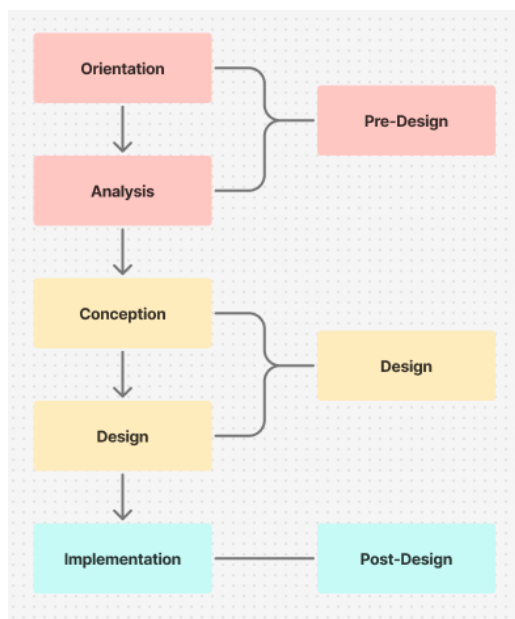 Orientation
Pre-Design
Analysis
Conception
Design
Design
Implementation
Post-Design